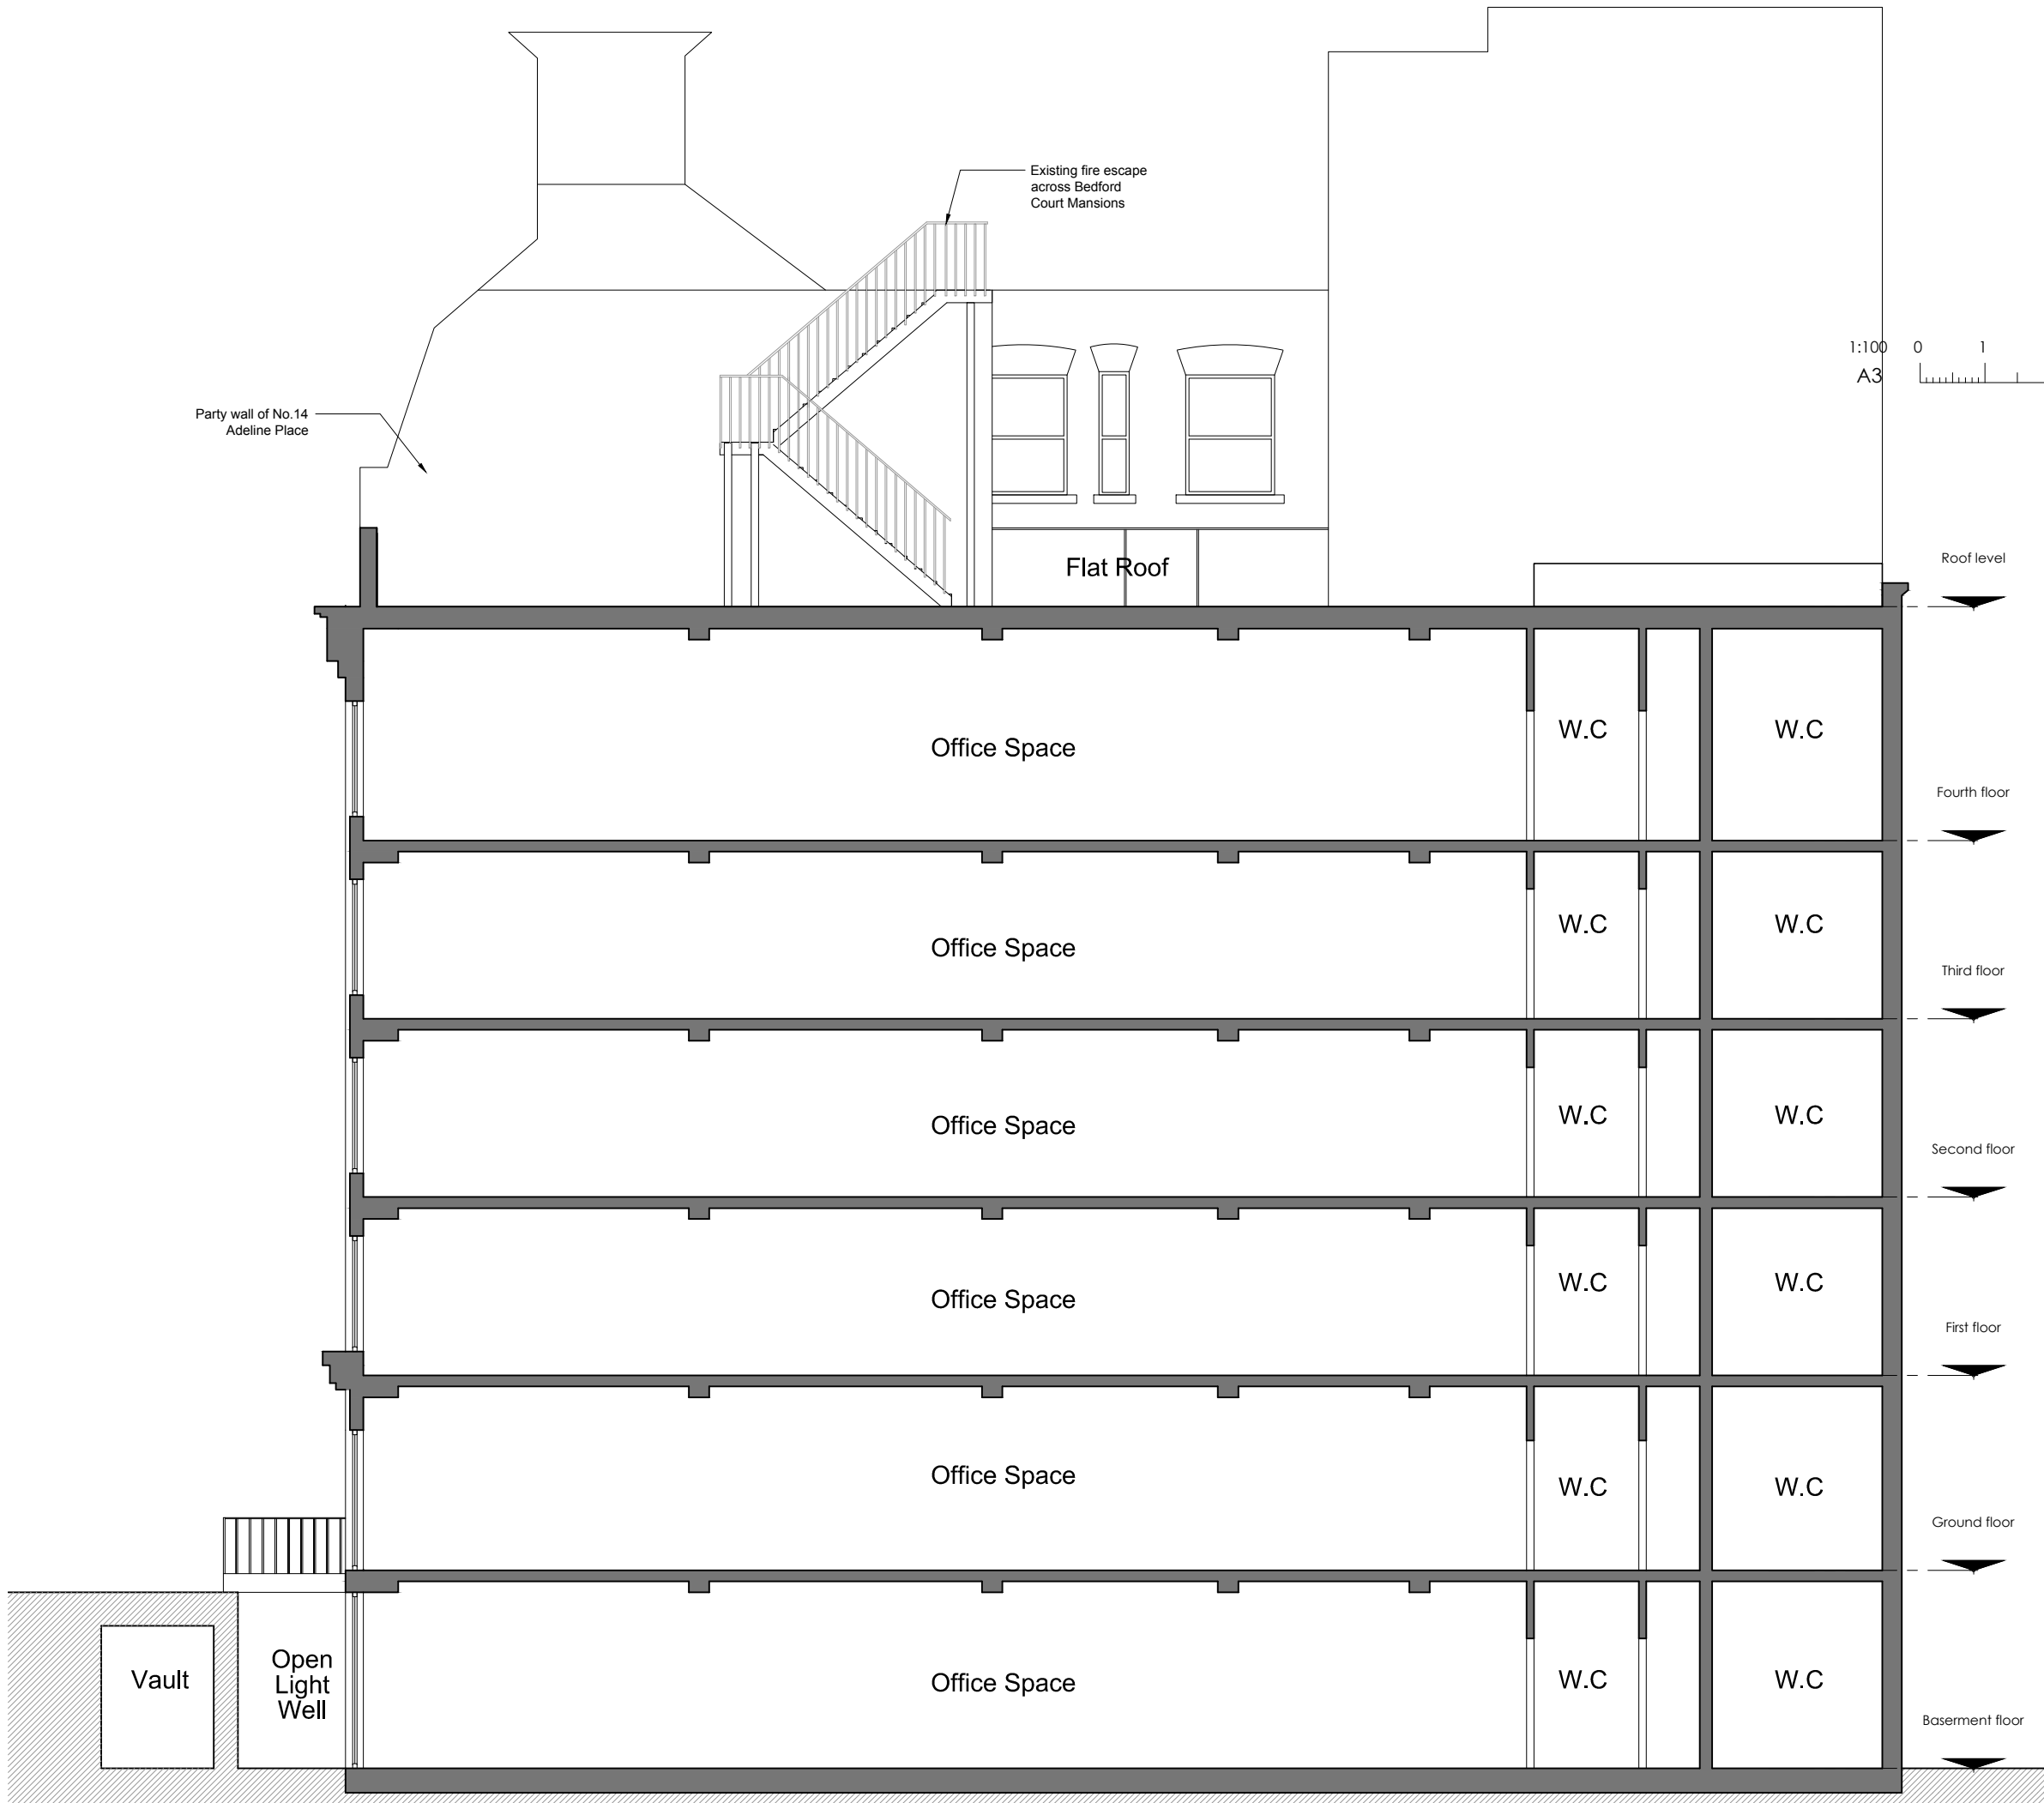 Existing fire escape
across Bedford
Court Mansions
1:100 0 1
A3
Party wall of No.14
Adeline Place
Roof level
Flat Roof
Office Space W.C W.C
Fourth floor
Office Space W.C W.C
Third floor
Office Space W.C W.C
Second floor
Office Space W.C W.C
First floor
Office Space W.C W.C
Ground floor
Vault
Open
Light
Well
Office Space W.C W.C
Baserment floor